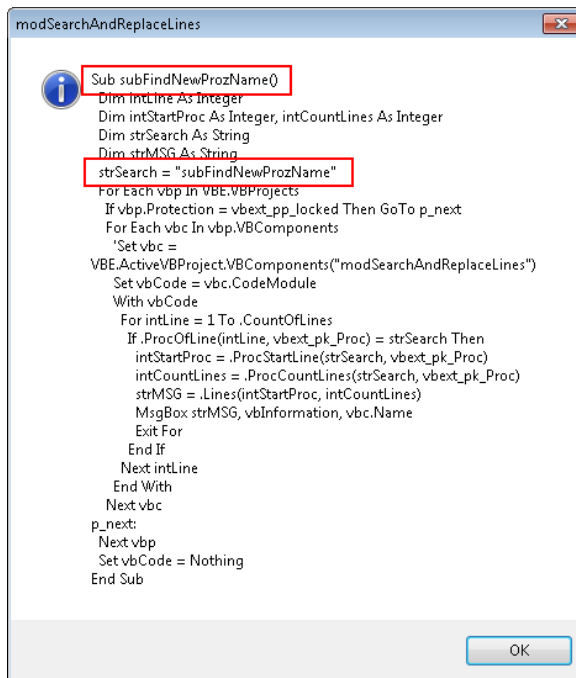 modSearchAndReplaceLines
Sub subFindNewProzName()
Dim intLine As Integer
Dim intStartProc As Integer, intCountLines As Integer
Dim strSearch As String
Dim strMSG As String
strSearch = "subFindNewProzName"
For Each vbp In VBE.VBProjects
If vbp.Protection = vbext_pp_locked Then GoTo p_next
For Each vbc In vbp.VBComponents
'Set vbc =
VBE.ActiveVBProject.VBComponents("modSearchAndReplaceLines")
Set vbCode = vbc.CodeModule
With vbCode
For intLine = 1 To .CountOfLines
If .ProcOfLine(intLine, vbext_pk_Proc) = strSearch Then
intStartProc = .ProcStartLine(strSearch, vbext_pk_Proc)
intCountLines = .ProcCountLines(strSearch, vbext_pk_Proc)
strMSG = .Lines(intStartProc, intCountLines)
MsgBox strMSG, vbInformation, vbc.Name
Exit For
End If
Next intLine
End With
Next vbc
p_next:
Next vbp
Set vbCode = Nothing
End Sub
OK